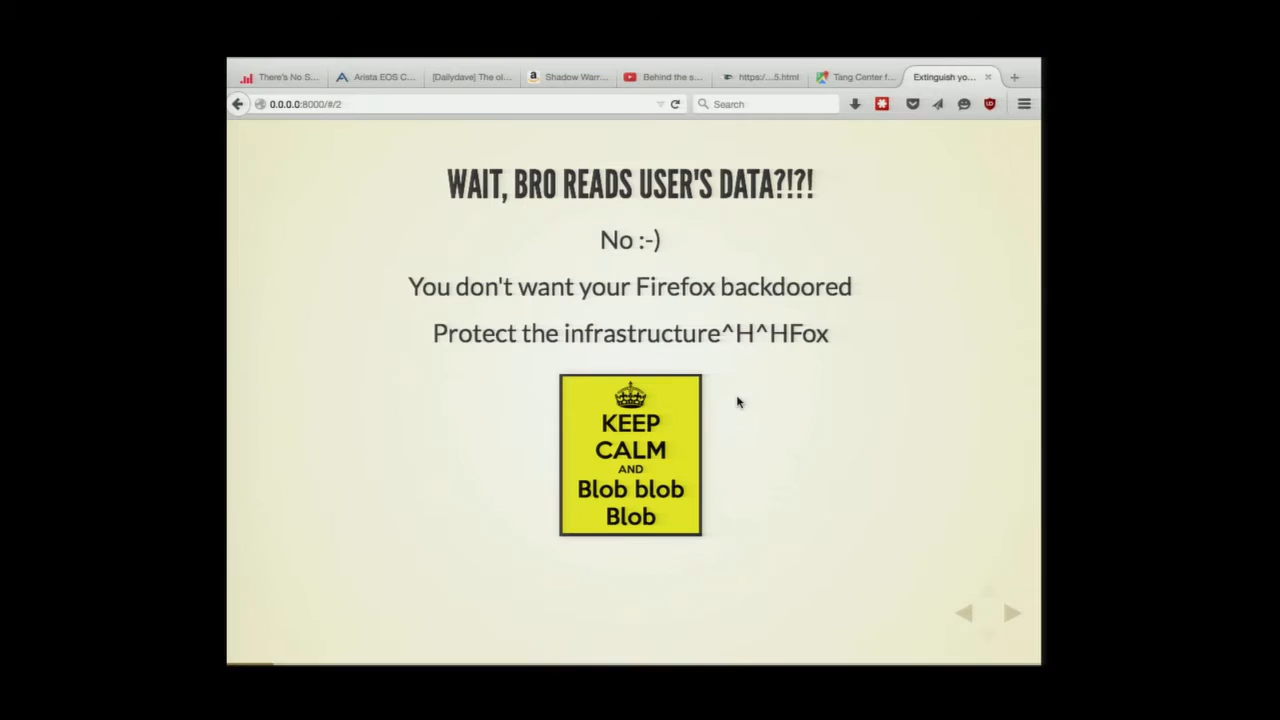 There's No S...
Arista EOS C...
[Dailydave] The ol...
Shadow Warr...
Behind the s...
https:/...5.html
Tang Center f...
Extinguish yo...
0.0.0.0:8000/#/2
Search
WAIT, BRO READS USER'S DATA?!?!
No :-)
You don't want your Firefox backdoored
Protect the infrastructure^H^HFox
KEEP
CALM
AND
Blob blob
Blob